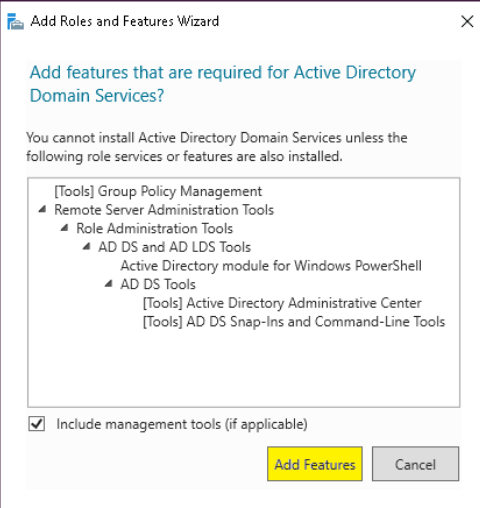 Add Roles and Features Wizard
Add features that are required for Active Directory
Domain Services?
You cannot install Active Directory Domain Services unless the
following role services or features are also installed.
[Tools] Group Policy Management
Remote Server Administration Tools
Role Administration Tools
AD DS and AD LDS Tools
Active Directory module for Windows PowerShell
AD DS Tools
[Tools] Active Directory Administrative Center
[Tools] AD DS Snap-Ins and Command-Line Tools
Include management tools (if applicable)
Add Features
Cancel